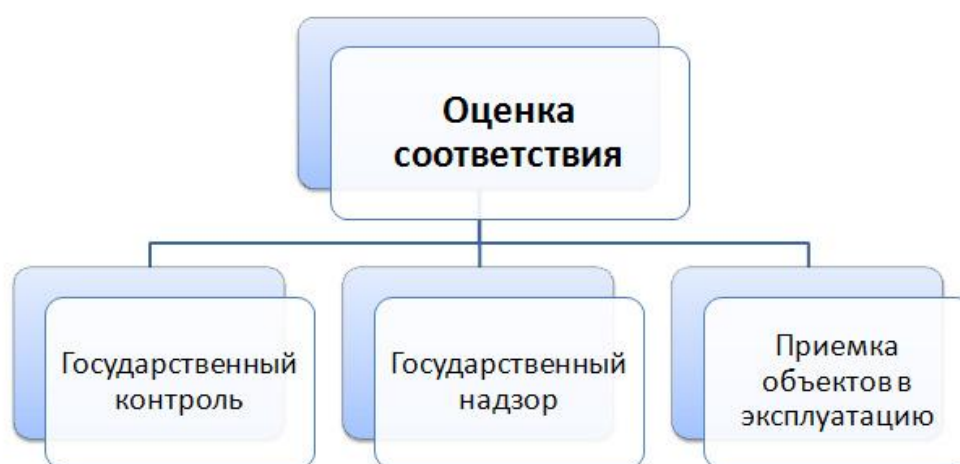 Оценка
соответствия
Государственный
контроль
Государственный
надзор
Приемка
объектов в
эксплуатацию